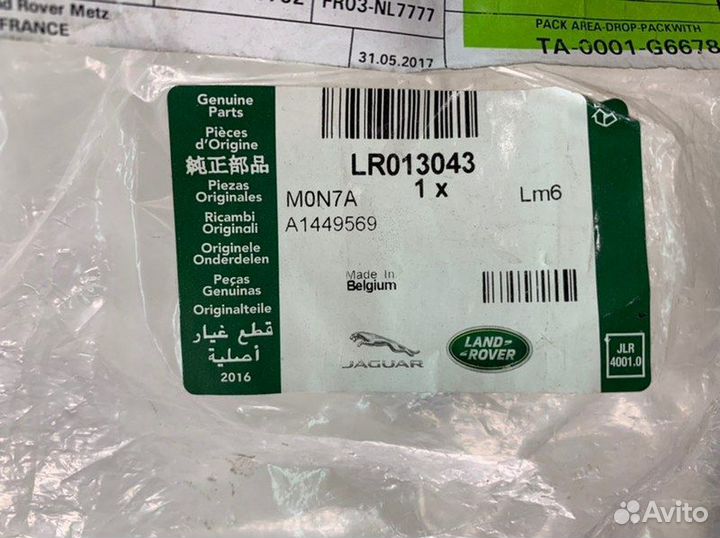 Rover Metz
FRANCE
FR03-NL7777
31.05.2017
PACK AREA-DROP-PACKWITH
TA-0001-G6678
Genuine
Parts
Pièces
d'Origine
純正部品
Piezas
Originales
Ricambi
Originali
Originele
Onderdelen
Peças
Genuinas
Originalteile
قطع غيار
أصلية
2016
LR013043
1 x
M0N7A
Lm6
A1449569
Made In
Belgium
JAGUAR
LAND-
-ROVER
JLR
4001.0
Avito